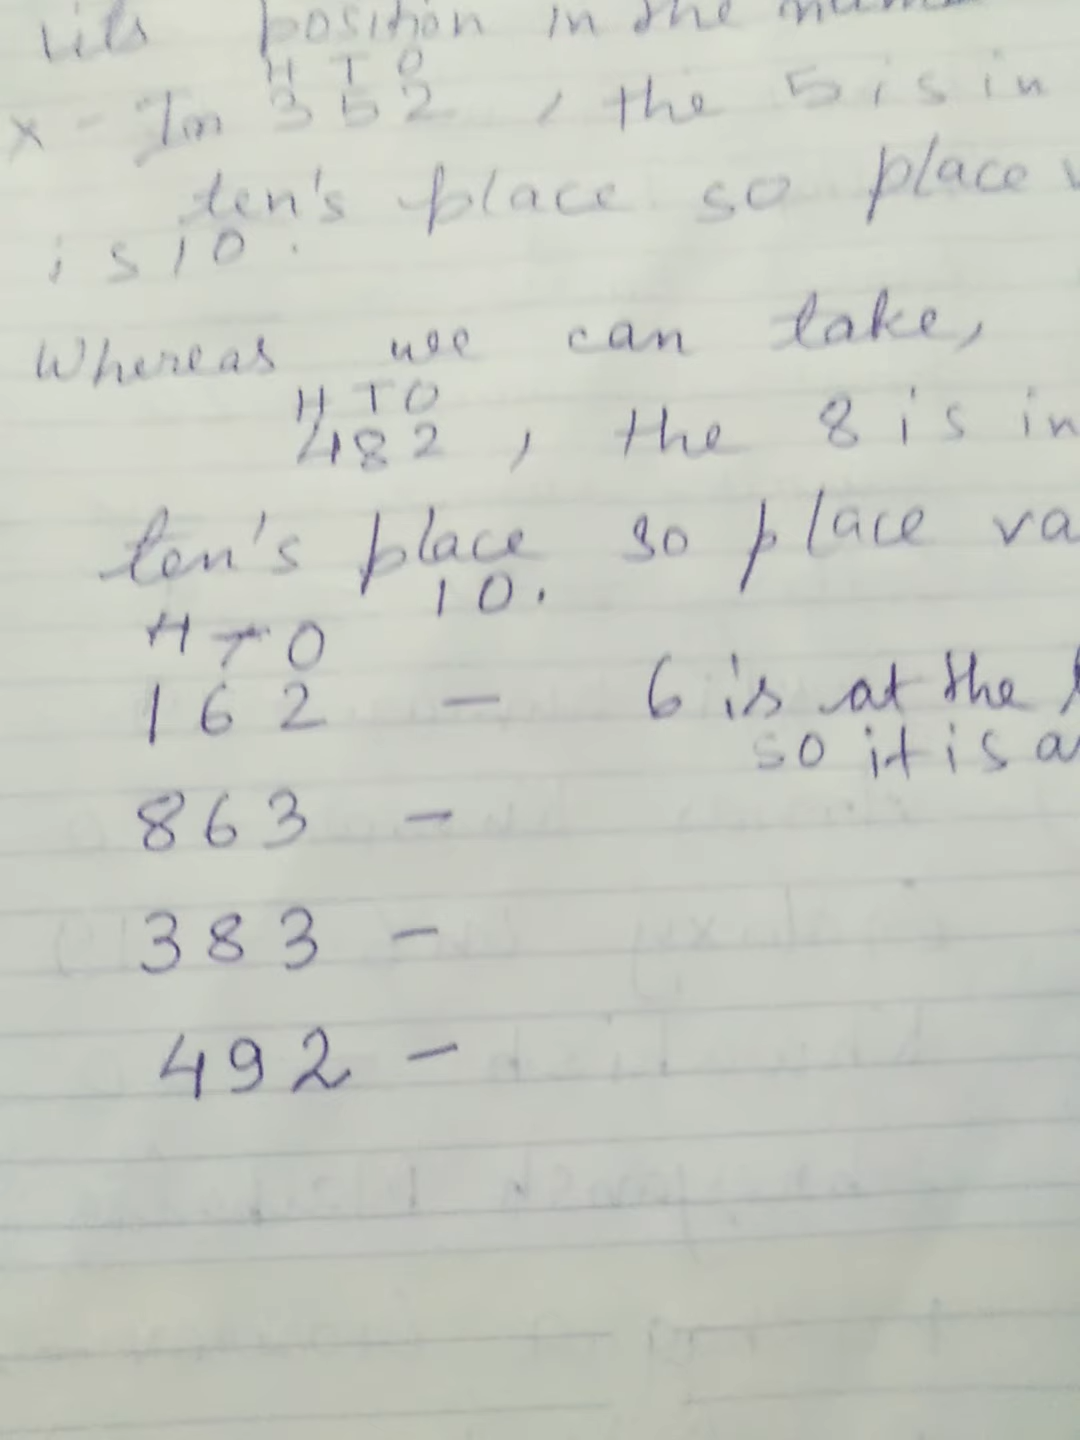 its position in the
H T O
x - In 352, the 5 is in
ten's place so place
is 10.
Whereas we can take,
H T O
482, the 8 is in
ten's place so place va
10.
H T O
162 - 6 is at the
so it is a
863 -
383 -
492 -